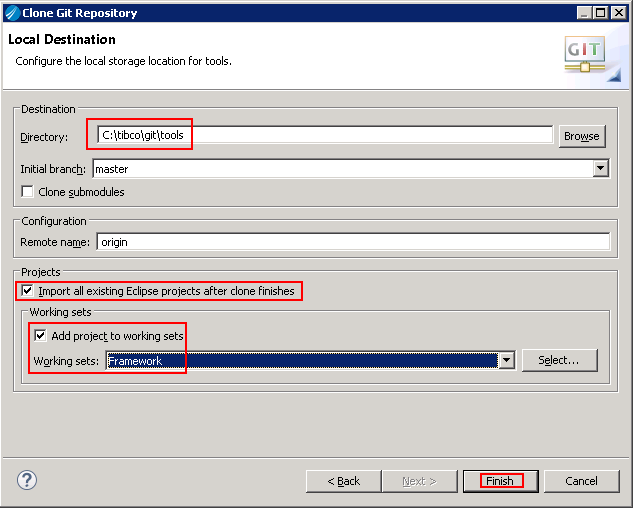 Clone Git Repository
Local Destination
Configure the local storage location for tools.
GIT
Destination
Directory: C:\tibco\git\tools Browse
Initial branch: master
Clone submodules
Configuration
Remote name: origin
Projects
Import all existing Eclipse projects after clone finishes
Working sets
Add project to working sets
Working sets: Framework Select...
? < Back Next > Finish Cancel